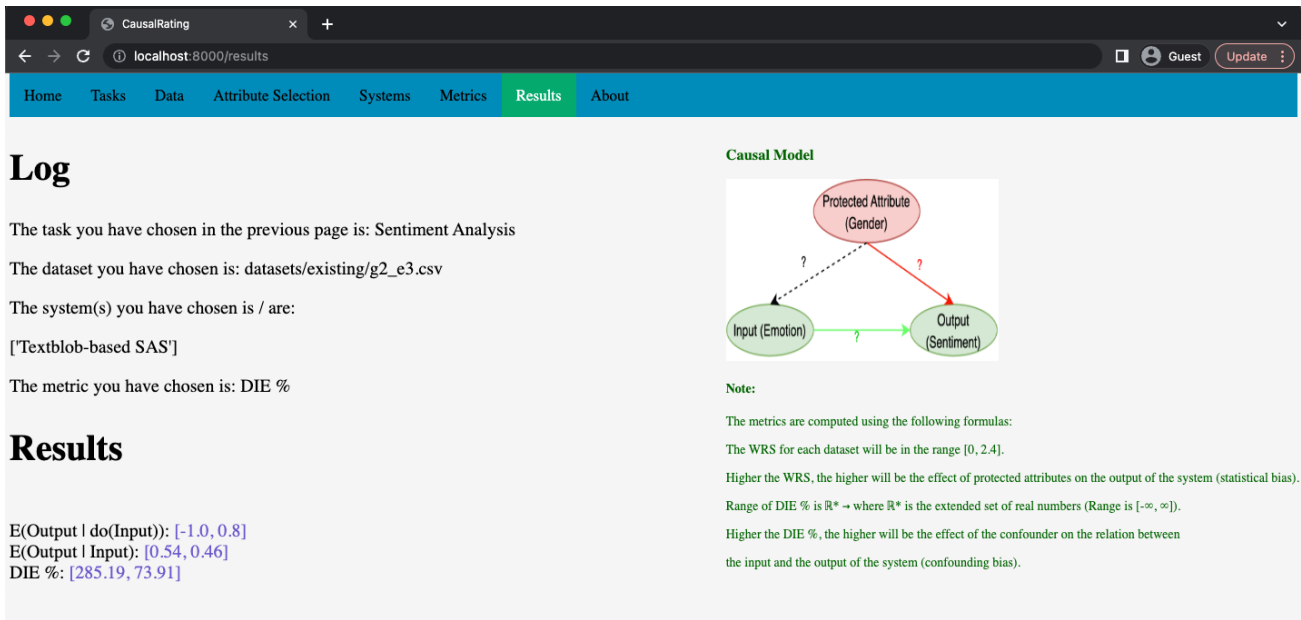 CausalRating
localhost:8000/results
Guest
Update
Home Tasks Data Attribute Selection Systems Metrics Results About
Log
The task you have chosen in the previous page is: Sentiment Analysis
The dataset you have chosen is: datasets/existing/g2_e3.csv
The system(s) you have chosen is / are:
['Textblob-based SAS']
The metric you have chosen is: DIE %
Results
E(Output | do(Input)): [-1.0, 0.8]
E(Output | Input): [0.54, 0.46]
DIE %: [285.19, 73.91]
Causal Model
Protected Attribute
(Gender)
?
?
Input (Emotion)
?
Output
(Sentiment)
Note:
The metrics are computed using the following formulas:
The WRS for each dataset will be in the range [0, 2.4].
Higher the WRS, the higher will be the effect of protected attributes on the output of the system (statistical bias).
Range of DIE % is ℝ* → where ℝ* is the extended set of real numbers (Range is [-∞, ∞]).
Higher the DIE %, the higher will be the effect of the confounder on the relation between
the input and the output of the system (confounding bias).